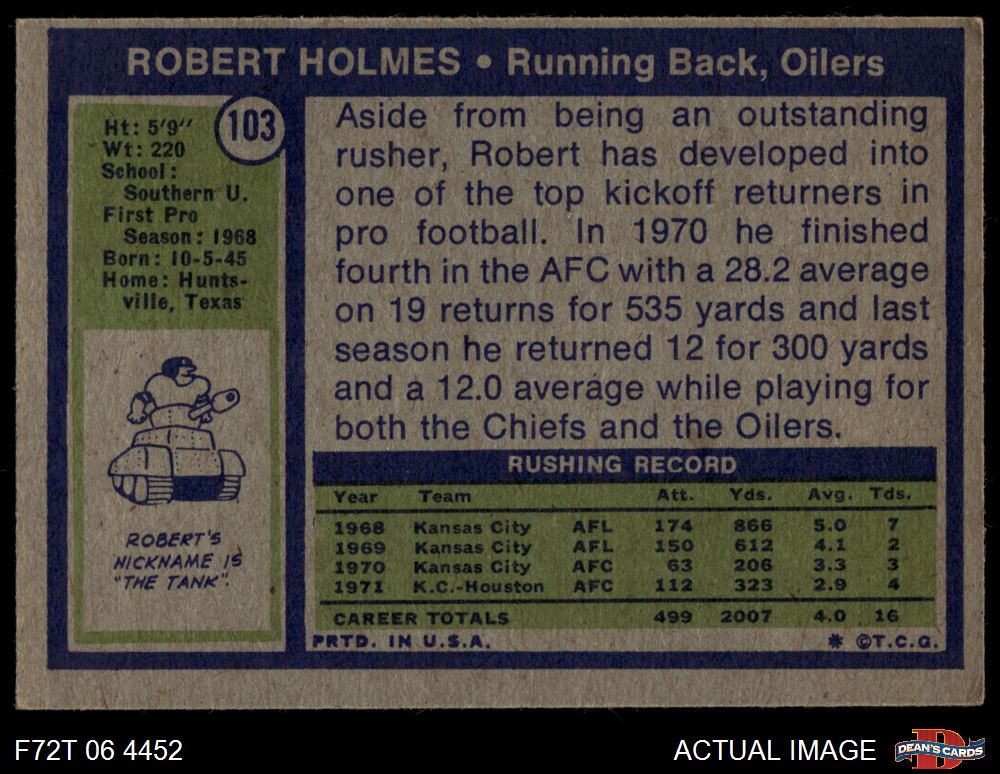 ROBERT HOLMES • Running Back, Oilers
103
Ht: 5'9''
Wt: 220
School:
Southern U.
First Pro
Season: 1968
Born: 10-5-45
Home: Hunts-
ville, Texas
ROBERT'S
NICKNAME IS
"THE TANK".
Aside from being an outstanding
rusher, Robert has developed into
one of the top kickoff returners in
pro football. In 1970 he finished
fourth in the AFC with a 28.2 average
on 19 returns for 535 yards and last
season he returned 12 for 300 yards
and a 12.0 average while playing for
both the Chiefs and the Oilers.
RUSHING RECORD
Year Team Att. Yds. Avg. Tds.
1968 Kansas City AFL 174 866 5.0 7
1969 Kansas City AFL 150 612 4.1 2
1970 Kansas City AFC 63 206 3.3 3
1971 K.C.-Houston AFC 112 323 2.9 4
CAREER TOTALS 499 2007 4.0 16
PRTD. IN U.S.A. * ©T.C.G.
F72T 06 4452 ACTUAL IMAGE DEAN'S CARDS